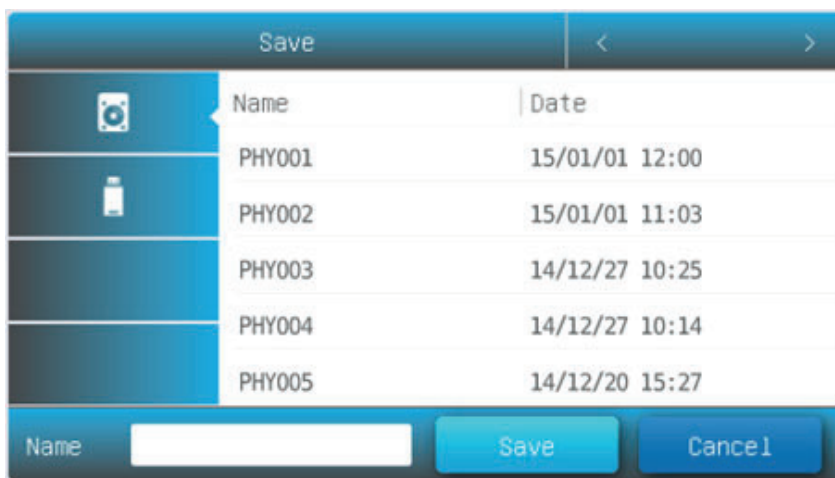 Save < >
Name Date
PHY001 15/01/01 12:00
PHY002 15/01/01 11:03
PHY003 14/12/27 10:25
PHY004 14/12/27 10:14
PHY005 14/12/20 15:27
Name Save Cancel